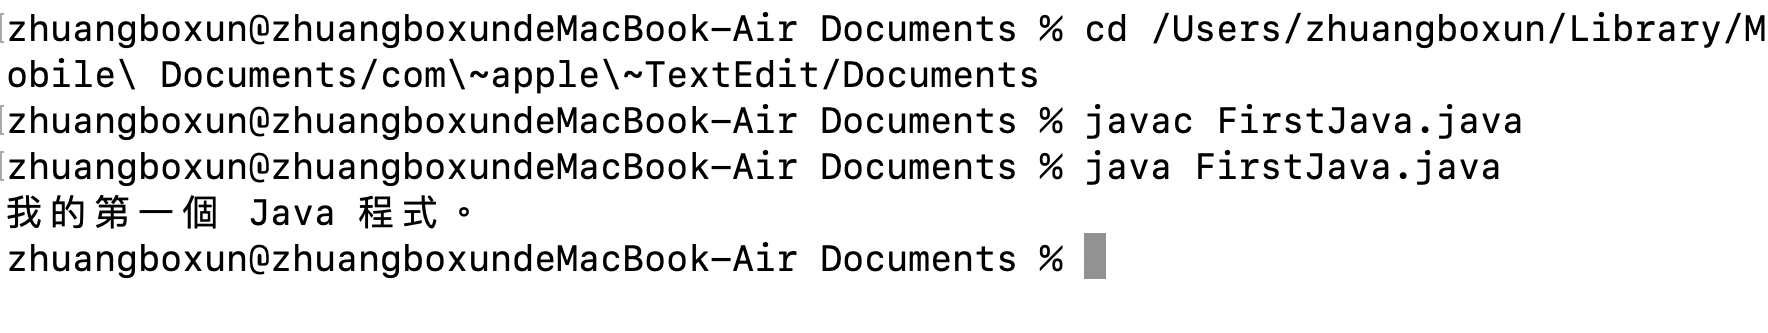 zhuangboxun@zhuangboxundeMacBook-Air Documents % cd /Users/zhuangboxun/Library/M
obile\ Documents/com\~apple\~TextEdit/Documents
zhuangboxun@zhuangboxundeMacBook-Air Documents % javac FirstJava.java
zhuangboxun@zhuangboxundeMacBook-Air Documents % java FirstJava.java
我的第一個 Java 程式。
zhuangboxun@zhuangboxundeMacBook-Air Documents %